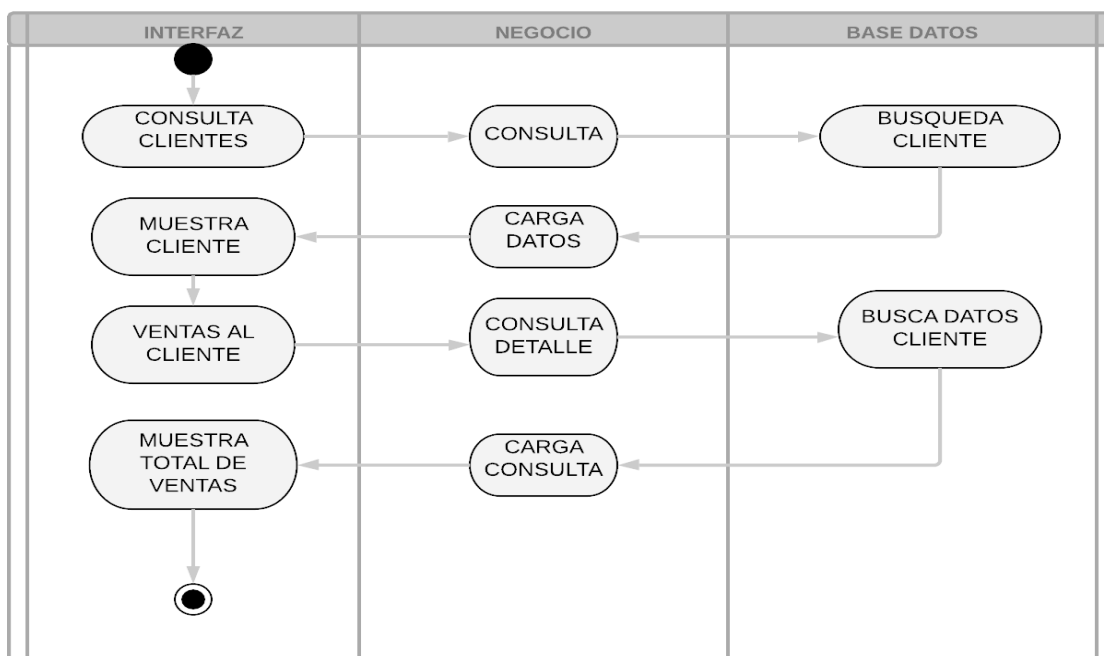 INTERFAZ
NEGOCIO
BASE DATOS
CONSULTA
CLIENTES
CONSULTA
BUSQUEDA
CLIENTE
MUESTRA
CLIENTE
CARGA
DATOS
VENTAS AL
CLIENTE
CONSULTA
DETALLE
BUSCA DATOS
CLIENTE
MUESTRA
TOTAL DE
VENTAS
CARGA
CONSULTA